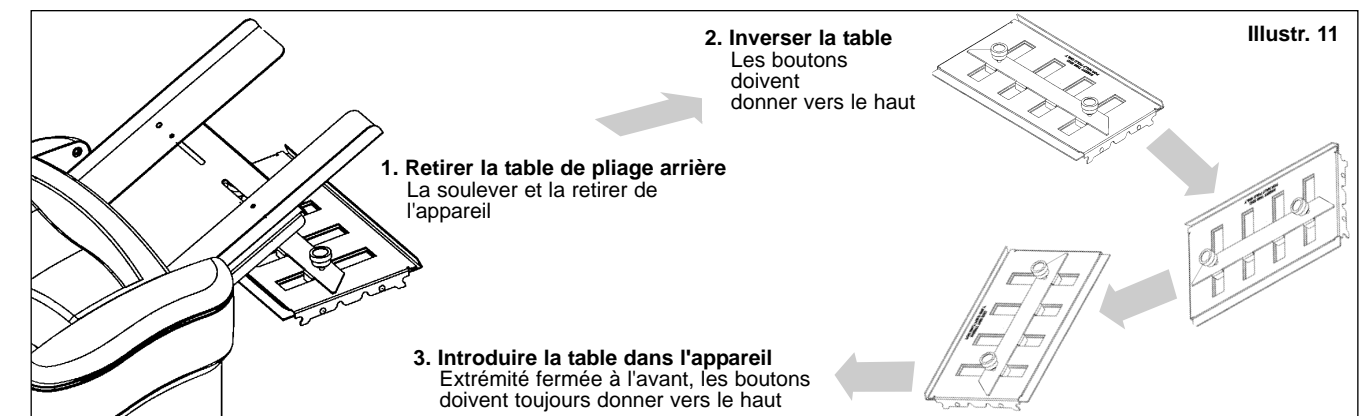 Illustr. 11
1. Retirer la table de pliage arrière
La soulever et la retirer de
l'appareil
2. Inverser la table
Les boutons
doivent
donner vers le haut
3. Introduire la table dans l'appareil
Extrémité fermée à l'avant, les boutons
doivent toujours donner vers le haut